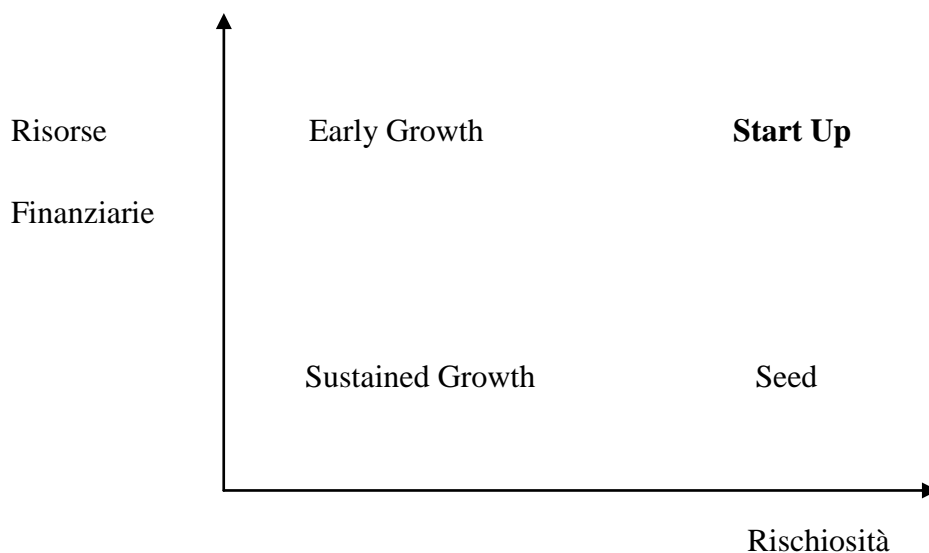 Risorse Early Growth Start Up
Finanziarie
Sustained Growth Seed
Rischiosità